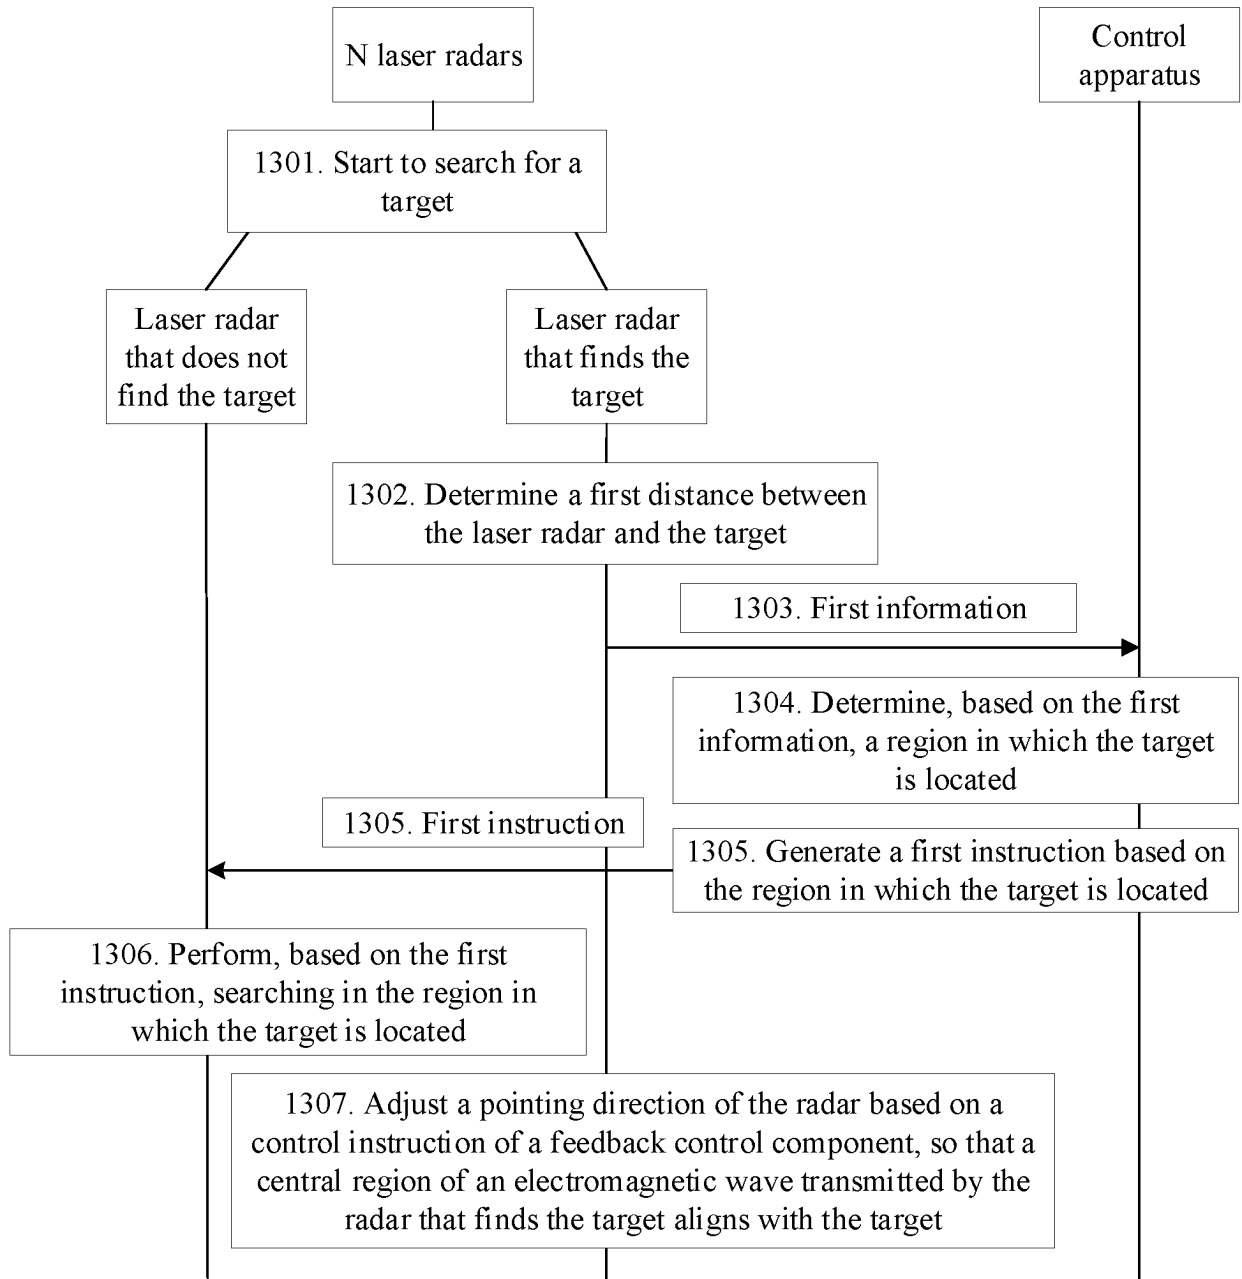 N laser radars
Control
apparatus
1301. Start to search for a
target
Laser radar
that does not
find the target
Laser radar
that finds the
target
1302. Determine a first distance between
the laser radar and the target
1303. First information
1304. Determine, based on the first
information, a region in which the target
is located
1305. First instruction
1305. Generate a first instruction based on
the region in which the target is located
1306. Perform, based on the first
instruction, searching in the region in
which the target is located
1307. Adjust a pointing direction of the radar based on a
control instruction of a feedback control component, so that a
central region of an electromagnetic wave transmitted by the
radar that finds the target aligns with the target